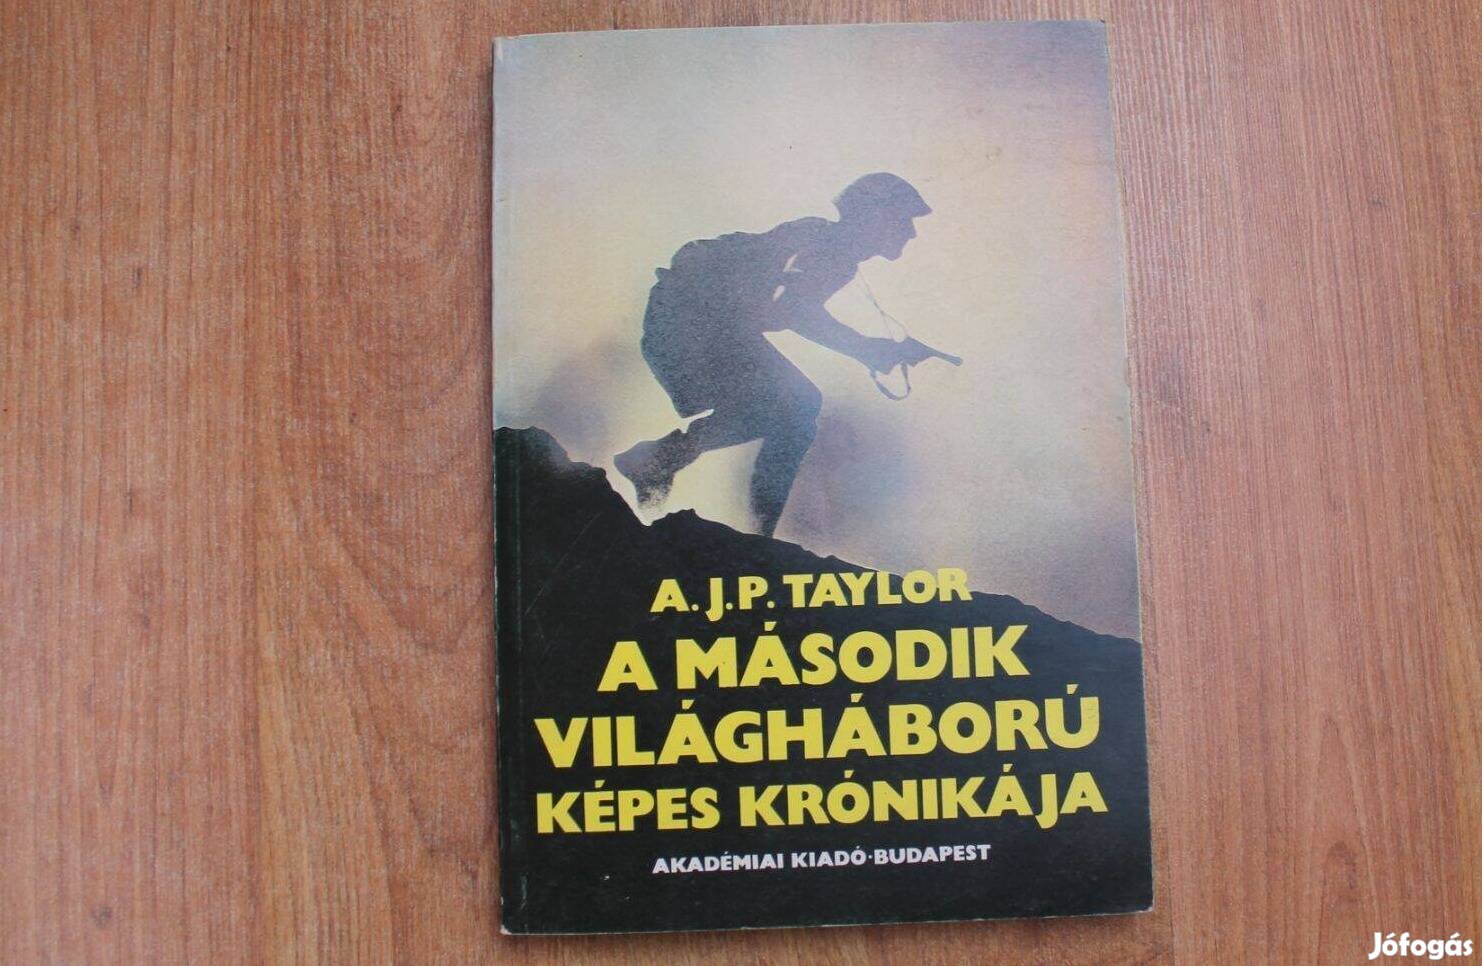 A. J. P. TAYLOR
A MÁSODIK
VILÁGHÁBORÚ
KÉPES KRÓNIKÁJA
AKADÉMIAI KIADÓ·BUDAPEST
Jófogás